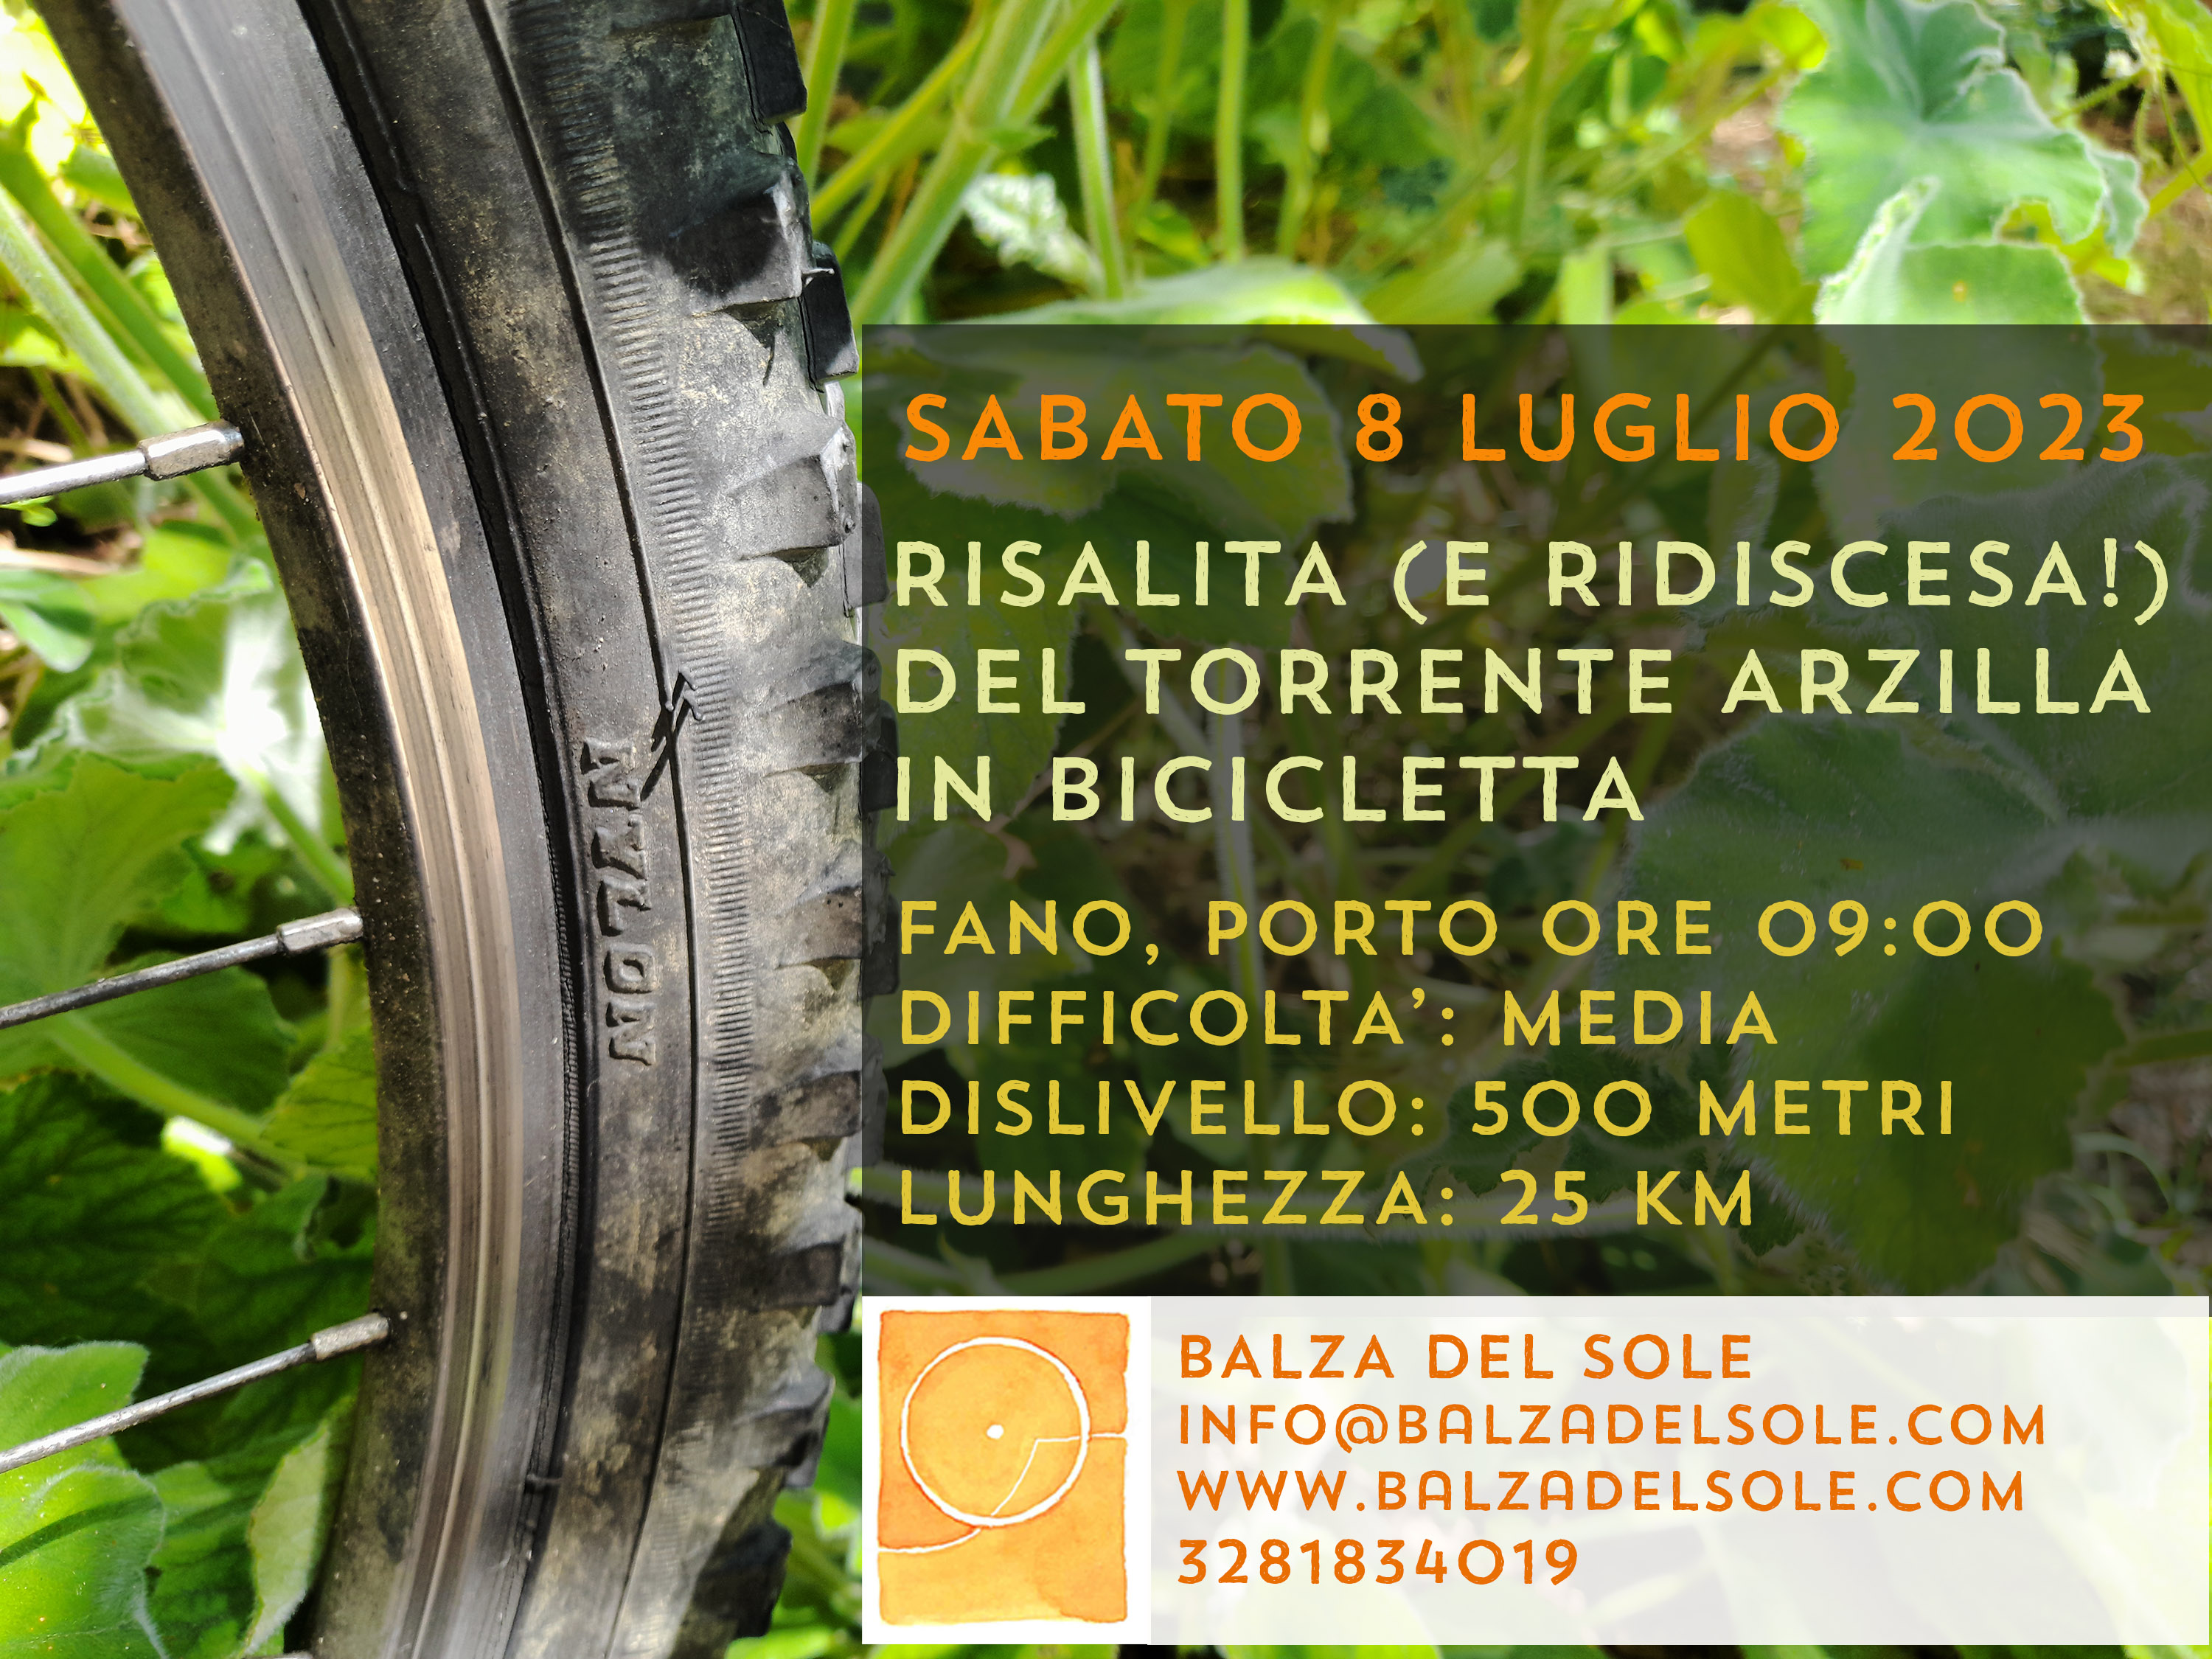 NYLON
SABATO 8 LUGLIO 2023
RISALITA (E RIDISCESA!)
DEL TORRENTE ARZILLA
IN BICICLETTA
FANO, PORTO ORE 09:00
DIFFICOLTA’: MEDIA
DISLIVELLO: 500 METRI
LUNGHEZZA: 25 KM
BALZA DEL SOLE
INFO@BALZADELSOLE.COM
WWW.BALZADELSOLE.COM
3281834019